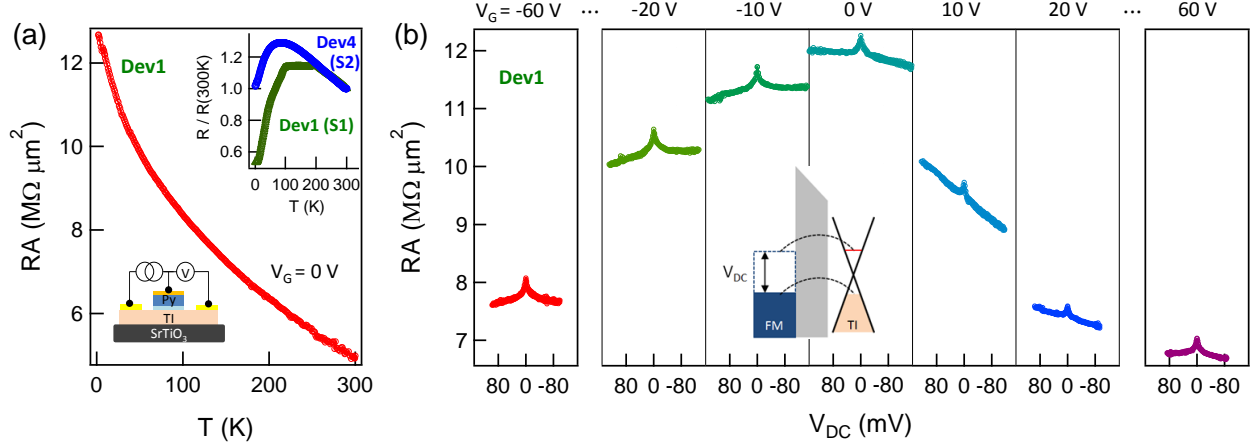 (a)
Dev1
RA (MΩ μm²)
12
10
8
6
0
100
200
300
T (K)
V_G = 0 V
V
Py
TI
SrTiO₃
Dev4
(S2)
Dev1 (S1)
R / R(300K)
1.2
1.0
0.8
0.6
0 100 200 300
T (K)
(b)
V_G = -60 V ... -20 V -10 V 0 V 10 V 20 V ... 60 V
Dev1
RA (MΩ μm²)
12
11
10
9
8
7
V_DC
FM
TI
80 0 -80 80 0 -80 80 0 -80 80 0 -80 80 0 -80 80 0 -80 80 0 -80
V_DC (mV)